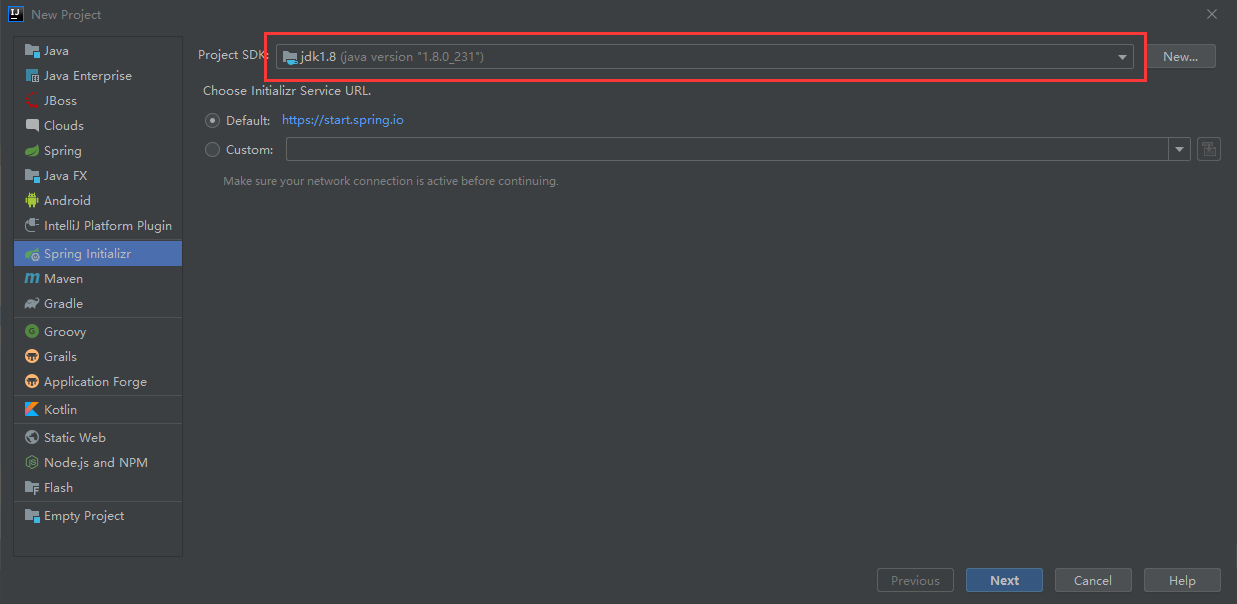 New Project
Java
Java Enterprise
JBoss
Clouds
Spring
Java FX
Android
IntelliJ Platform Plugin
Spring Initializr
Maven
Gradle
Groovy
Grails
Application Forge
Kotlin
Static Web
Node.js and NPM
Flash
Empty Project
Project SDK: jdk1.8 (java version "1.8.0_231") New...
Choose Initializr Service URL.
Default: https://start.spring.io
Custom:
Make sure your network connection is active before continuing.
Previous Next Cancel Help